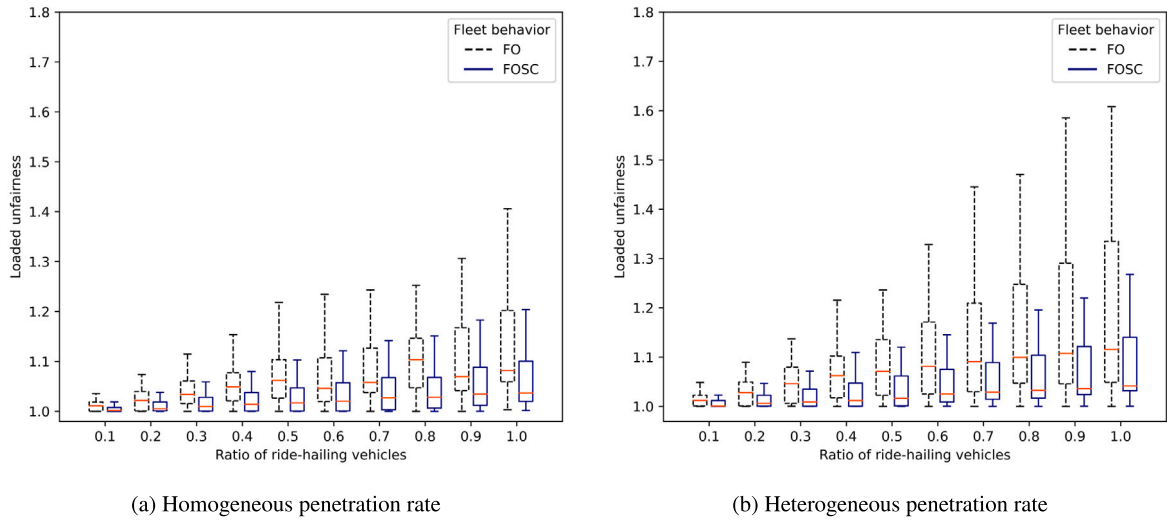 1.8
1.7
1.6
1.5
1.4
1.3
1.2
1.1
1.0
Loaded unfairness
Fleet behavior
FO
FOSC
0.1 0.2 0.3 0.4 0.5 0.6 0.7 0.8 0.9 1.0
Ratio of ride-hailing vehicles
(a) Homogeneous penetration rate
1.8
1.7
1.6
1.5
1.4
1.3
1.2
1.1
1.0
Loaded unfairness
Fleet behavior
FO
FOSC
0.1 0.2 0.3 0.4 0.5 0.6 0.7 0.8 0.9 1.0
Ratio of ride-hailing vehicles
(b) Heterogeneous penetration rate